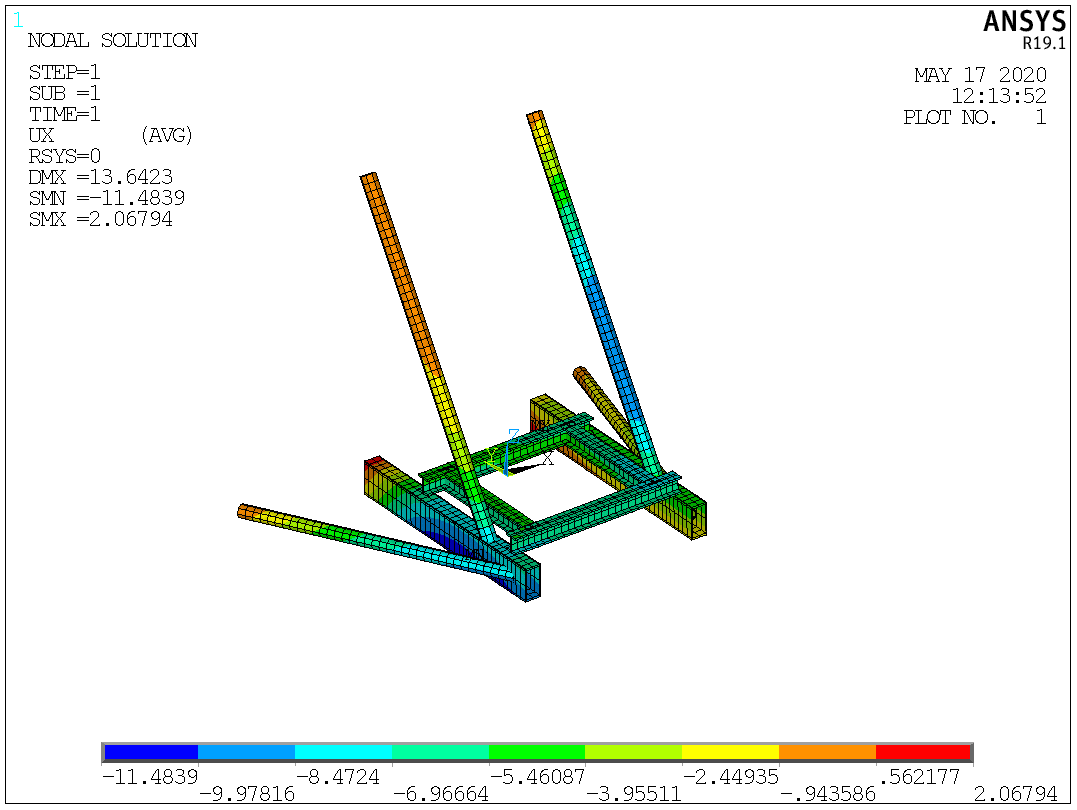 1
ANSYS
R19.1
NODAL SOLUTION
STEP=1
SUB =1
TIME=1
UX (AVG)
RSYS=0
DMX =13.6423
SMN =-11.4839
SMX =2.06794
MAY 17 2020
12:13:52
PLOT NO. 1
Z
Y
X
-11.4839 -8.4724 -5.46087 -2.44935 .562177
-9.97816 -6.96664 -3.95511 -.943586 2.06794